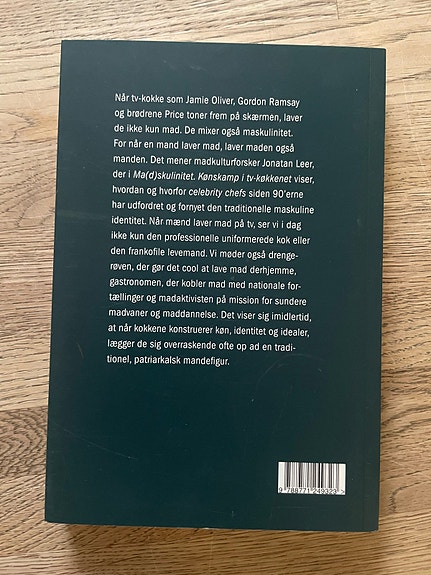 Når tv-kokke som Jamie Oliver, Gordon Ramsay
og brødrene Price toner frem på skærmen, laver
de ikke kun mad. De mixer også maskulinitet.
For når en mand laver mad, laver maden også
manden. Det mener madkulturforsker Jonatan Leer,
der i Ma(d)skulinitet. Kønskamp i tv-køkkenet viser,
hvordan og hvorfor celebrity chefs siden 90'erne
har udfordret og fornyet den traditionelle maskuline
identitet. Når mænd laver mad på tv, ser vi i dag
ikke kun den professionelle uniformerede kok eller
den frankofile levemand. Vi møder også drenge-
røven, der gør det cool at lave mad derhjemme,
gastronomen, der kobler mad med nationale for-
tællinger og madaktivisten på mission for sundere
madvaner og maddannelse. Det viser sig imidlertid,
at når kokkene konstruerer køn, identitet og idealer,
lægger de sig overraskende ofte op ad en tradi-
tionel, patriarkalsk mandefigur.